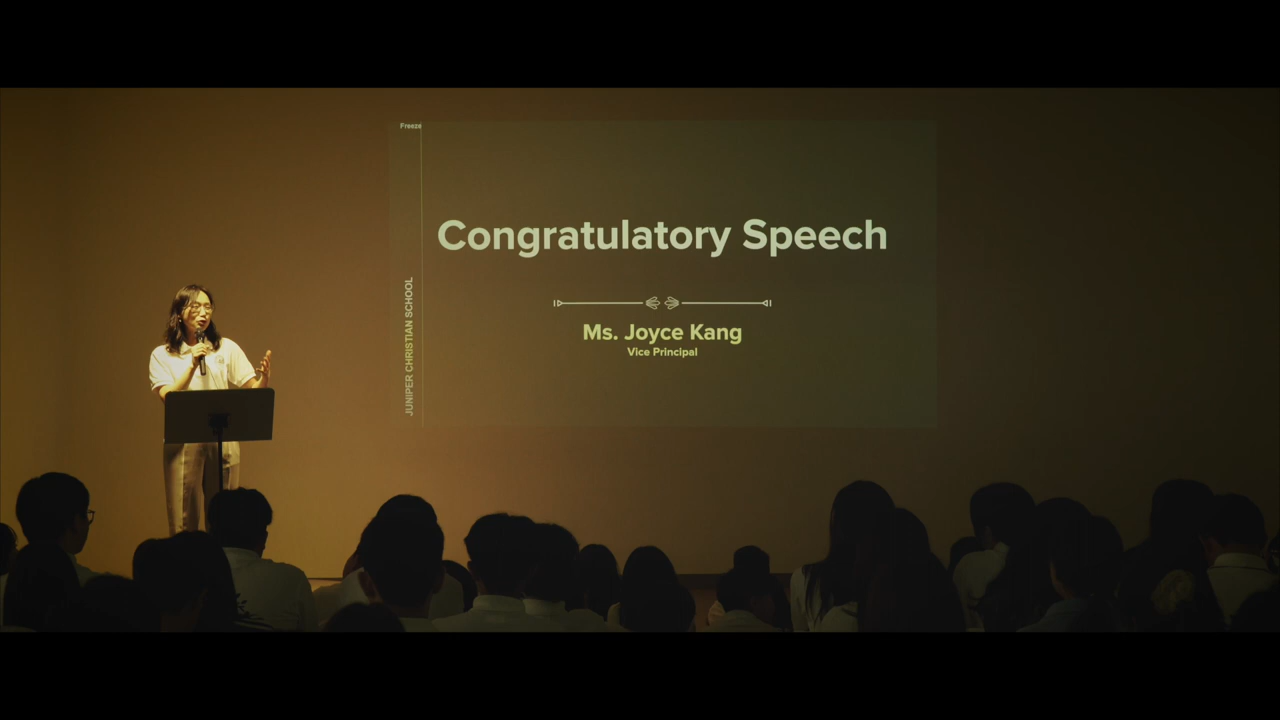 Freeze
JUNIPER CHRISTIAN SCHOOL
Congratulatory Speech
Ms. Joyce Kang
Vice Principal